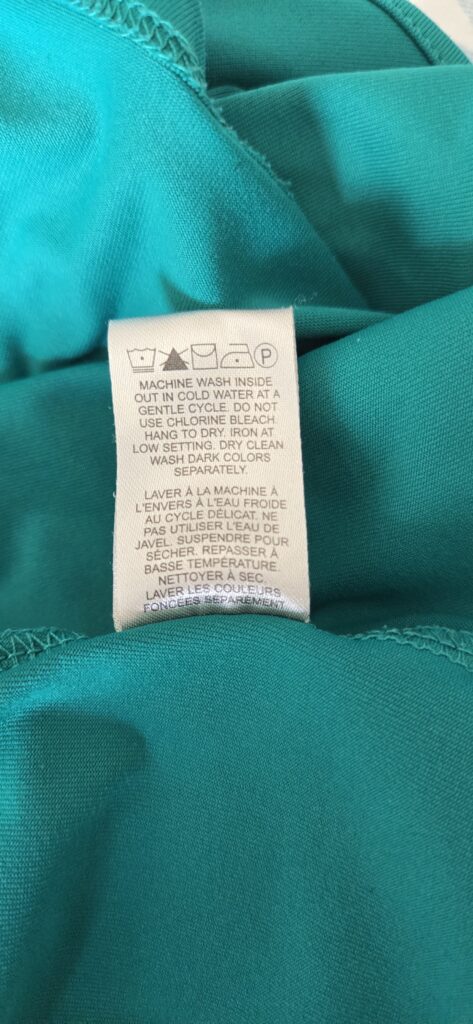 P
MACHINE WASH INSIDE
OUT IN COLD WATER AT A
GENTLE CYCLE. DO NOT
USE CHLORINE BLEACH
HANG TO DRY. IRON AT
LOW SETTING. DRY CLEAN
WASH DARK COLORS
SEPARATELY.
LAVER À LA MACHINE À
L'ENVERS À L'EAU FROIDE
AU CYCLE DÉLICAT. NE
PAS UTILISER L'EAU DE
JAVEL. SUSPENDRE POUR
SÉCHER. REPASSER À
BASSE TEMPÉRATURE.
NETTOYER À SEC.
LAVER LES COULEURS
FONCÉES SÉPARÉMENT